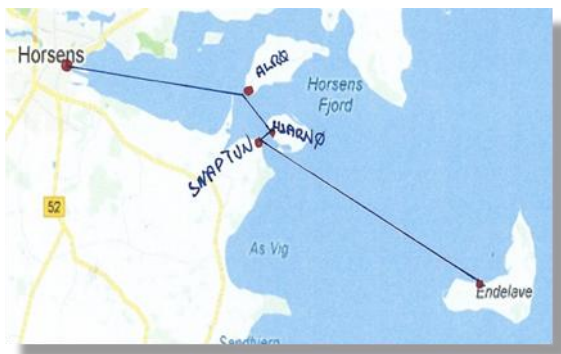 Horsens
ALRØ
Horsens
Fjord
HJARNØ
SNAPTUN
52
As Vig
Endelave